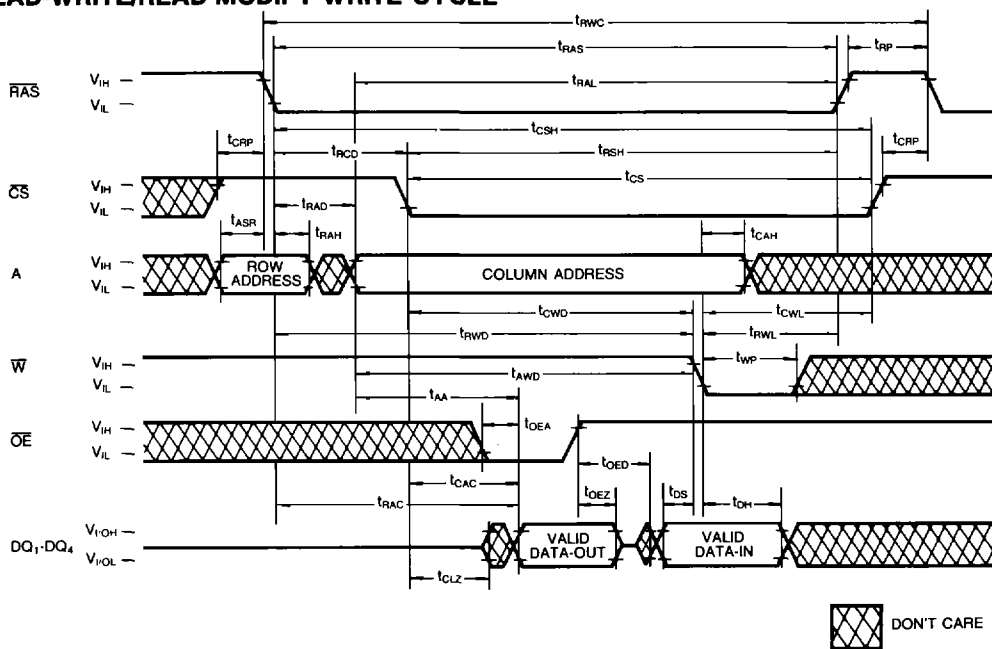 READ-WRITE/READ-MODIFY-WRITE CYCLE
tRWC
tRAS
tRP
tRAL
RAS
VIH
VIL
tCSH
tCRP
tRCD
tRSH
tCRP
CS
VIH
VIL
tCS
tRAD
tASR
tRAH
tCAH
A
VIH
VIL
ROW ADDRESS
COLUMN ADDRESS
tCWD
tCWL
tRWD
tRWL
W
VIH
VIL
tWP
tAWD
tAA
OE
VIH
VIL
tOEA
tOED
tCAC
tRAC
tOEZ
tDS
tDH
DQ1-DQ4
VI/OH
VI/OL
VALID DATA-OUT
VALID DATA-IN
tCLZ
DON'T CARE